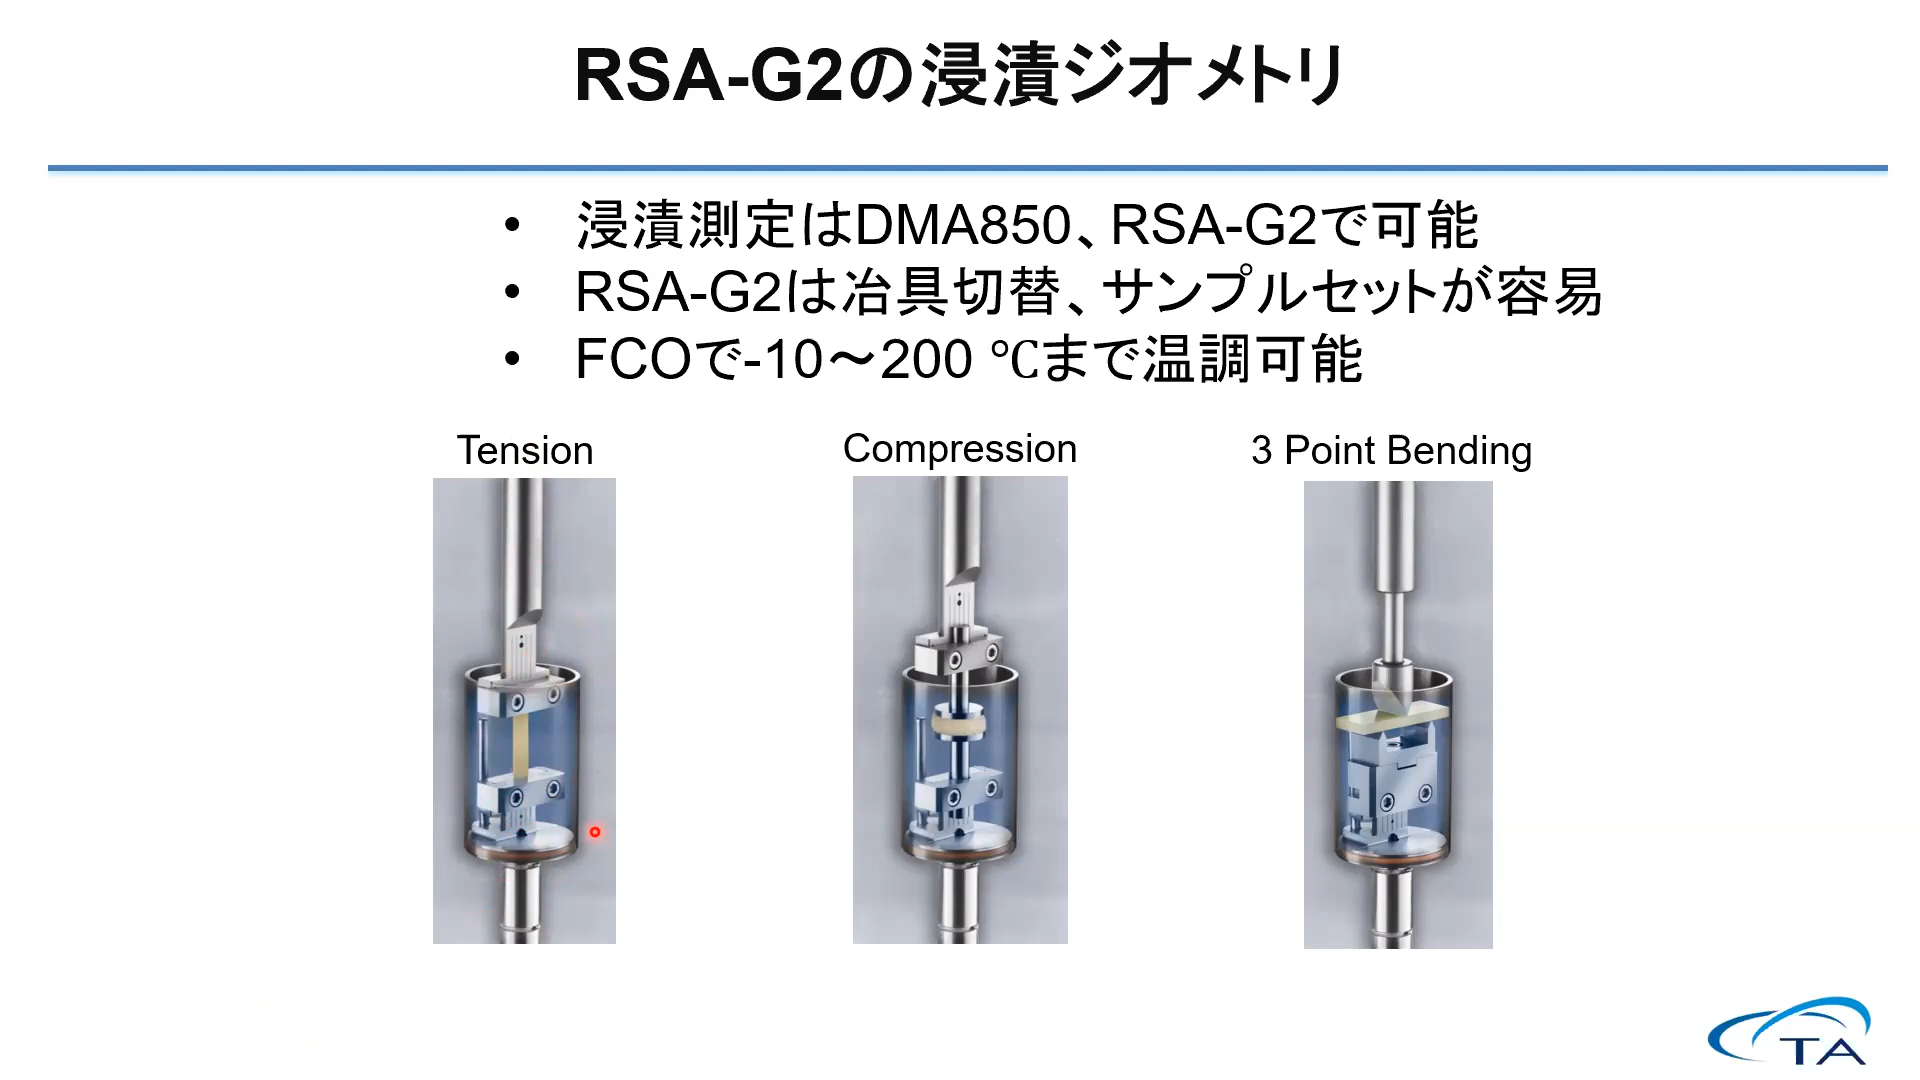 RSA-G2の浸漬ジオメトリ
• 浸漬測定はDMA850、RSA-G2で可能
• RSA-G2は冶具切替、サンプルセットが容易
• FCOで-10～200 ℃まで温調可能
Tension
Compression
3 Point Bending
TA